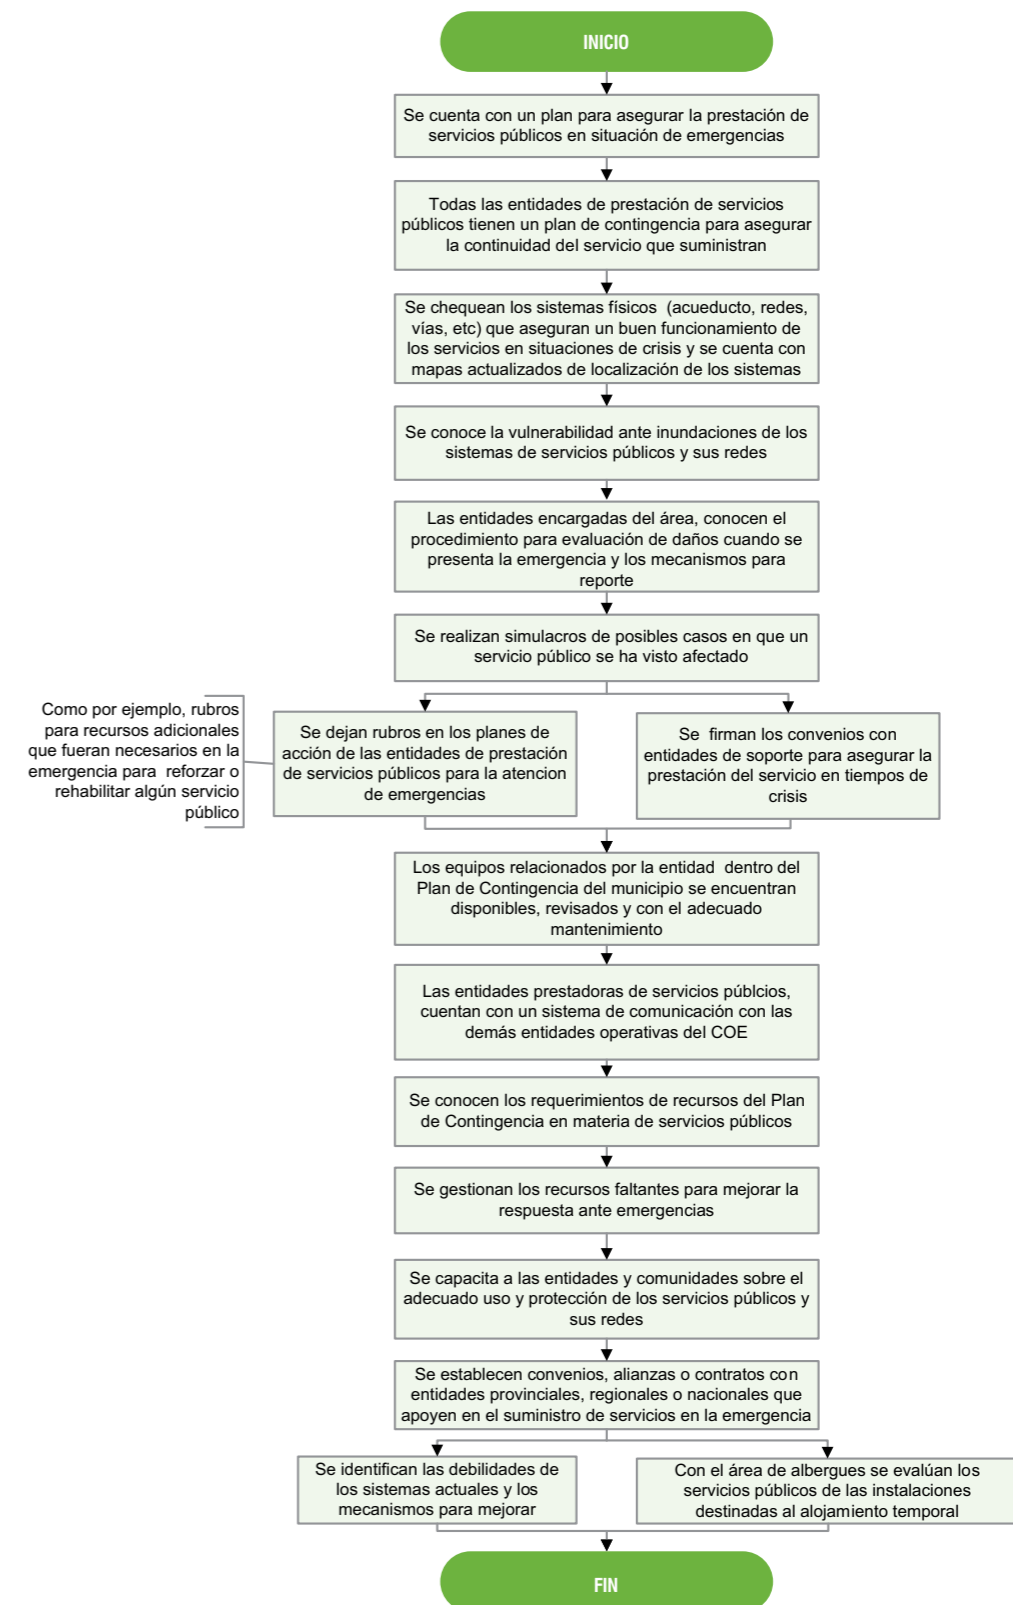 INICIO
Se cuenta con un plan para asegurar la prestación de
servicios públicos en situación de emergencias
Todas las entidades de prestación de servicios
públicos tienen un plan de contingencia para asegurar
la continuidad del servicio que suministran
Se chequean los sistemas físicos (acueducto, redes,
vías, etc) que aseguran un buen funcionamiento de
los servicios en situaciones de crisis y se cuenta con
mapas actualizados de localización de los sistemas
Se conoce la vulnerabilidad ante inundaciones de los
sistemas de servicios públicos y sus redes
Las entidades encargadas del área, conocen el
procedimiento para evaluación de daños cuando se
presenta la emergencia y los mecanismos para
reporte
Se realizan simulacros de posibles casos en que un
servicio público se ha visto afectado
Como por ejemplo, rubros
para recursos adicionales
que fueran necesarios en la
emergencia para reforzar o
rehabilitar algún servicio
público
Se dejan rubros en los planes de
acción de las entidades de prestación
de servicios públicos para la atencion
de emergencias
Se firman los convenios con
entidades de soporte para asegurar la
prestación del servicio en tiempos de
crisis
Los equipos relacionados por la entidad dentro del
Plan de Contingencia del municipio se encuentran
disponibles, revisados y con el adecuado
mantenimiento
Las entidades prestadoras de servicios públcios,
cuentan con un sistema de comunicación con las
demás entidades operativas del COE
Se conocen los requerimientos de recursos del Plan
de Contingencia en materia de servicios públicos
Se gestionan los recursos faltantes para mejorar la
respuesta ante emergencias
Se capacita a las entidades y comunidades sobre el
adecuado uso y protección de los servicios públicos y
sus redes
Se establecen convenios, alianzas o contratos con
entidades provinciales, regionales o nacionales que
apoyen en el suministro de servicios en la emergencia
Se identifican las debilidades de
los sistemas actuales y los
mecanismos para mejorar
Con el área de albergues se evalúan los
servicios públicos de las instalaciones
destinadas al alojamiento temporal
FIN